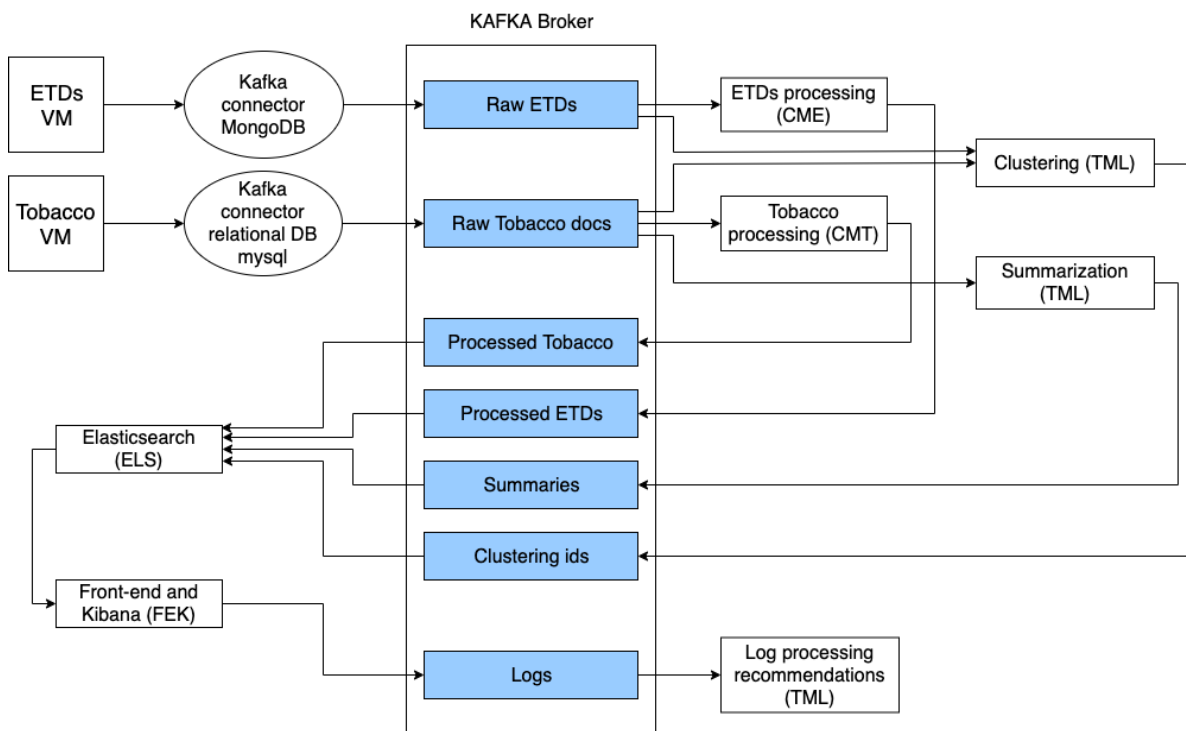 KAFKA Broker
ETDs
VM
Kafka
connector
MongoDB
Raw ETDs
ETDs processing
(CME)
Clustering (TML)
Tobacco
VM
Kafka
connector
relational DB
mysql
Raw Tobacco docs
Tobacco
processing (CMT)
Summarization
(TML)
Processed Tobacco
Processed ETDs
Elasticsearch
(ELS)
Summaries
Clustering ids
Front-end and
Kibana (FEK)
Logs
Log processing
recommendations
(TML)